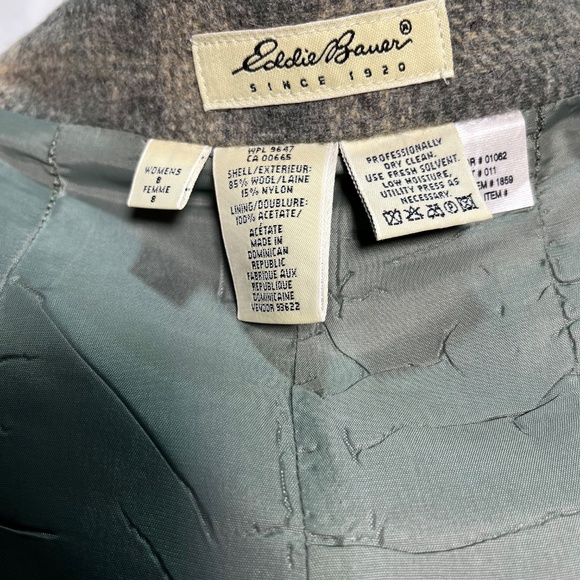 Eddie Bauer®
SINCE 1920
WOMENS
8
FEMME
8
WPL 9647
CA 00665
SHELL/EXTERIEUR:
85% WOOL/LAINE
15% NYLON
LINING/DOUBLURE:
100% ACETATE/
ACÉTATE
MADE IN
DOMINICAN
REPUBLIC
FABRIQUE AUX
REPUBLIQUE
DOMINICAINE
VENDOR 93622
PROFESSIONALLY
DRY CLEAN.
USE FRESH SOLVENT.
LOW MOISTURE,
UTILITY PRESS AS
NECESSARY.
# 01062
# 011
# 1859
ITEM #